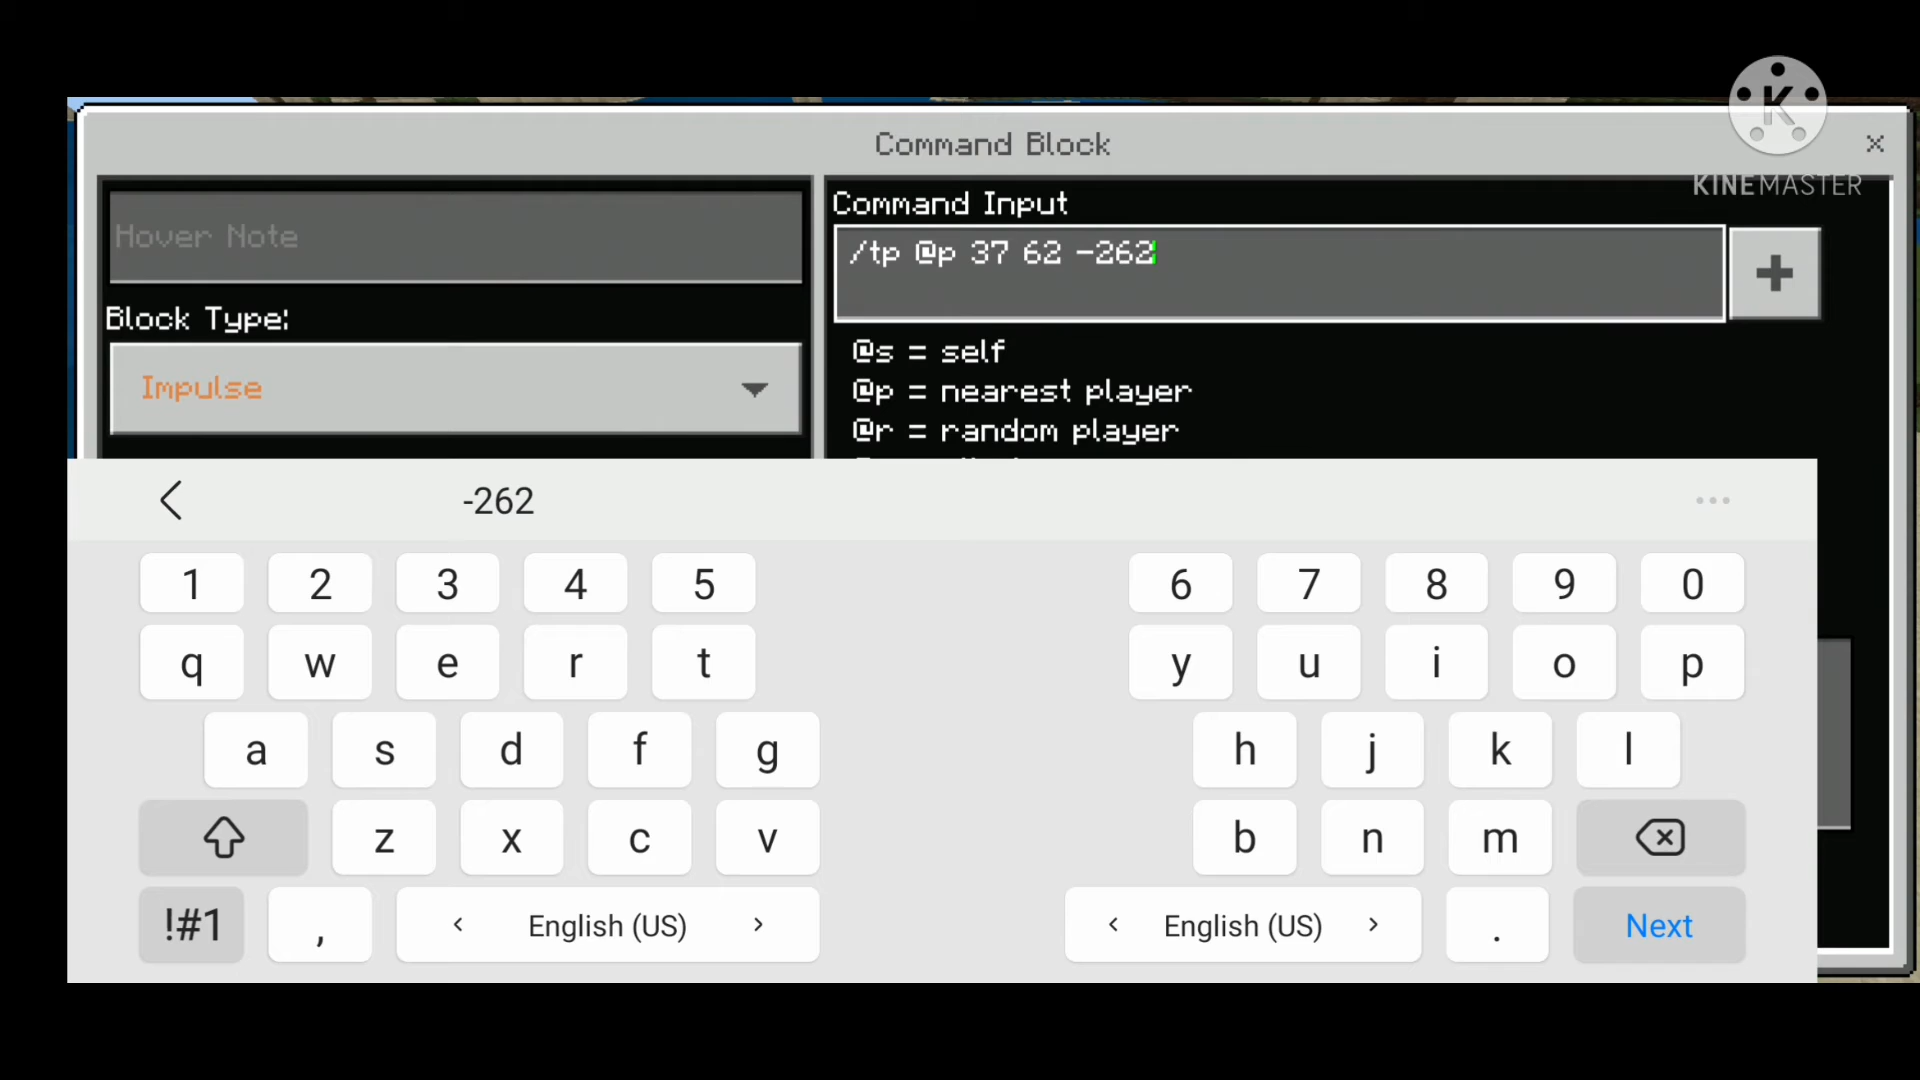 Command Block
KINEMASTER
Hover Note
Block Type:
Impulse
Command Input
/tp @p 37 62 -262
@s = self
@p = nearest player
@r = random player
-262
1 2 3 4 5 6 7 8 9 0
q w e r t y u i o p
a s d f g h j k l
z x c v b n m
!#1 , < English (US) > < English (US) > . Next